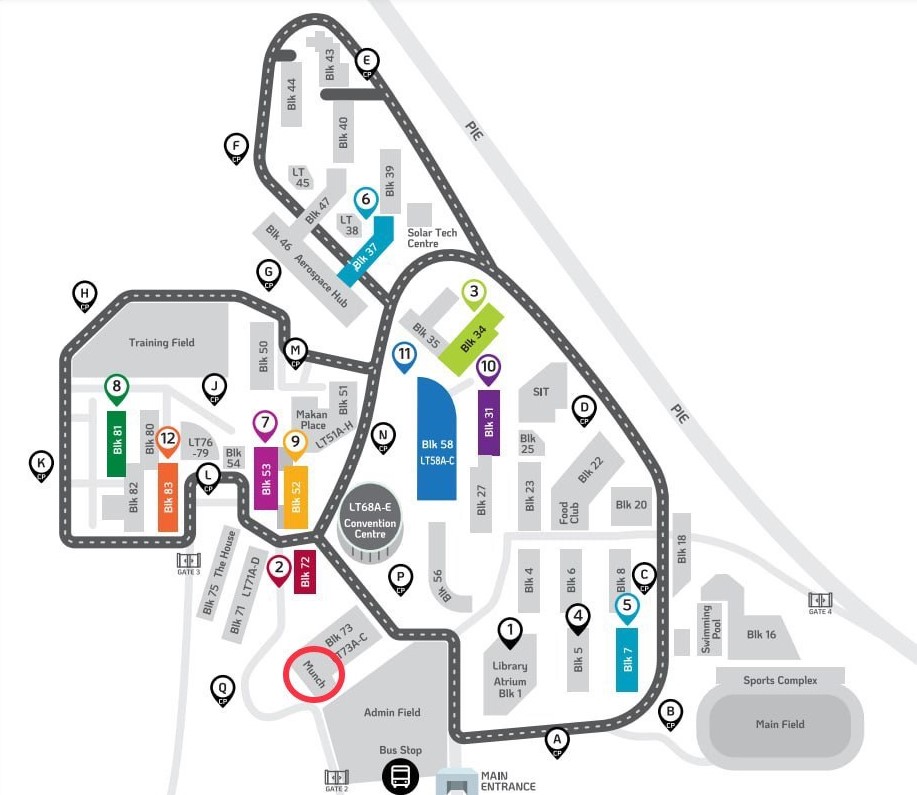 E
CP
Blk 43
Blk 44
Blk 40
PIE
F
CP
LT
45
Blk 39
6
Blk 47
LT
38
Solar Tech
Centre
Blk 46
Blk 37
Aerospace Hub
G
CP
H
CP
3
Blk 35
Blk 34
Training Field
Blk 50
M
CP
11
10
8
J
CP
Blk 51
SIT
PIE
D
CP
Makan
Place
LT51A-H
Blk 81
Blk 80
12
LT76
-79
Blk
54
7
9
N
CP
Blk 58
LT58A-C
Blk 31
Blk
25
K
CP
L
CP
Blk 82
Blk 83
Blk 53
Blk 52
Blk 27
Blk 23
Food
Club
Blk 22
Blk 20
LT68A-E
Convention
Centre
Blk 18
GATE 3
Blk 75 The House
Blk 71 LT71A-D
2
Blk 72
P
CP
Blk 56
Blk 4
Blk 6
Blk 8
C
CP
GATE 4
5
4
1
Swimming
Pool
Blk 16
Blk 73
LT73A-C
Munch
Library
Atrium
Blk 1
Blk 5
Blk 7
Sports Complex
Q
CP
Admin Field
B
CP
Main Field
A
CP
Bus Stop
GATE 2
MAIN
ENTRANCE